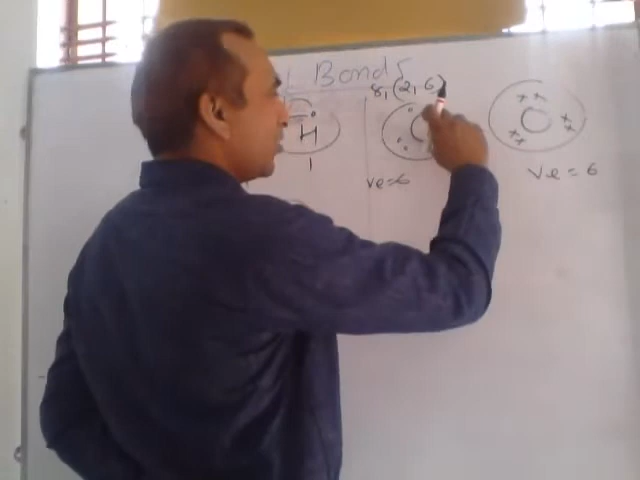 Bonds
8, (2, 6)
H
O
1
ve=6
ve = 6